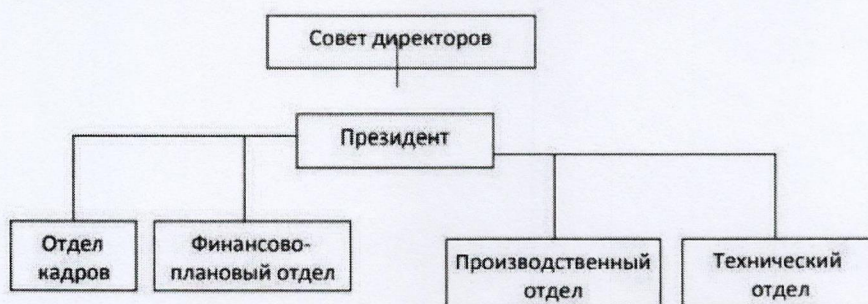 Совет директоров
Президент
Отдел
кадров
Финансово-
плановый отдел
Производственный
отдел
Технический
отдел